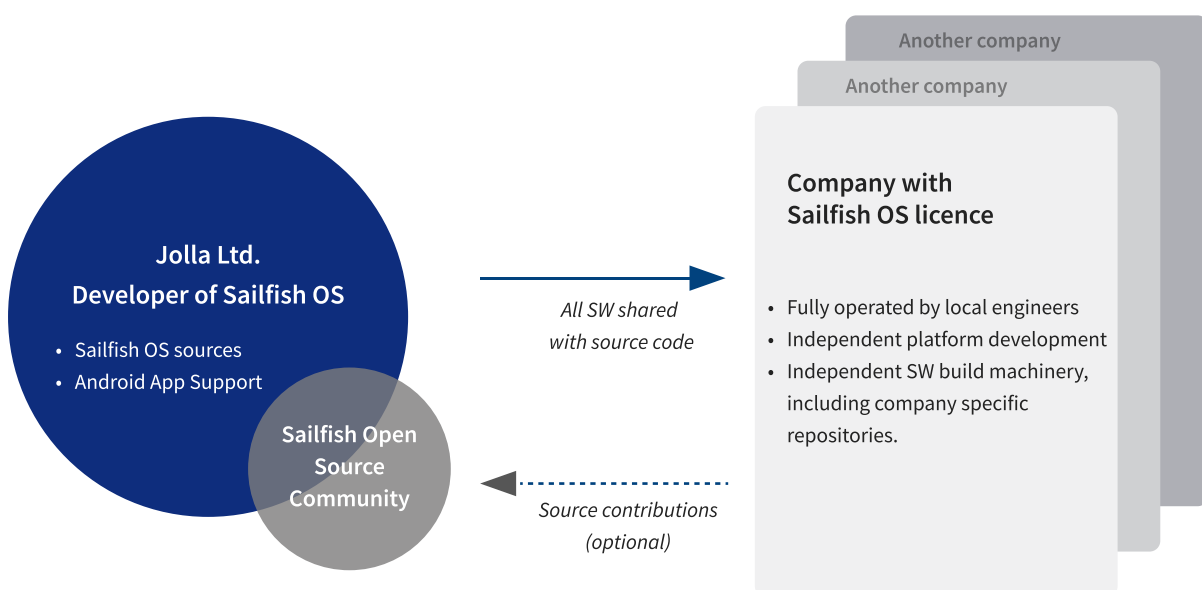 Jolla Ltd.
Developer of Sailfish OS
• Sailfish OS sources
• Android App Support
Sailfish Open
Source
Community
All SW shared
with source code
Source contributions
(optional)
Another company
Another company
Company with
Sailfish OS licence
• Fully operated by local engineers
• Independent platform development
• Independent SW build machinery,
including company specific
repositories.